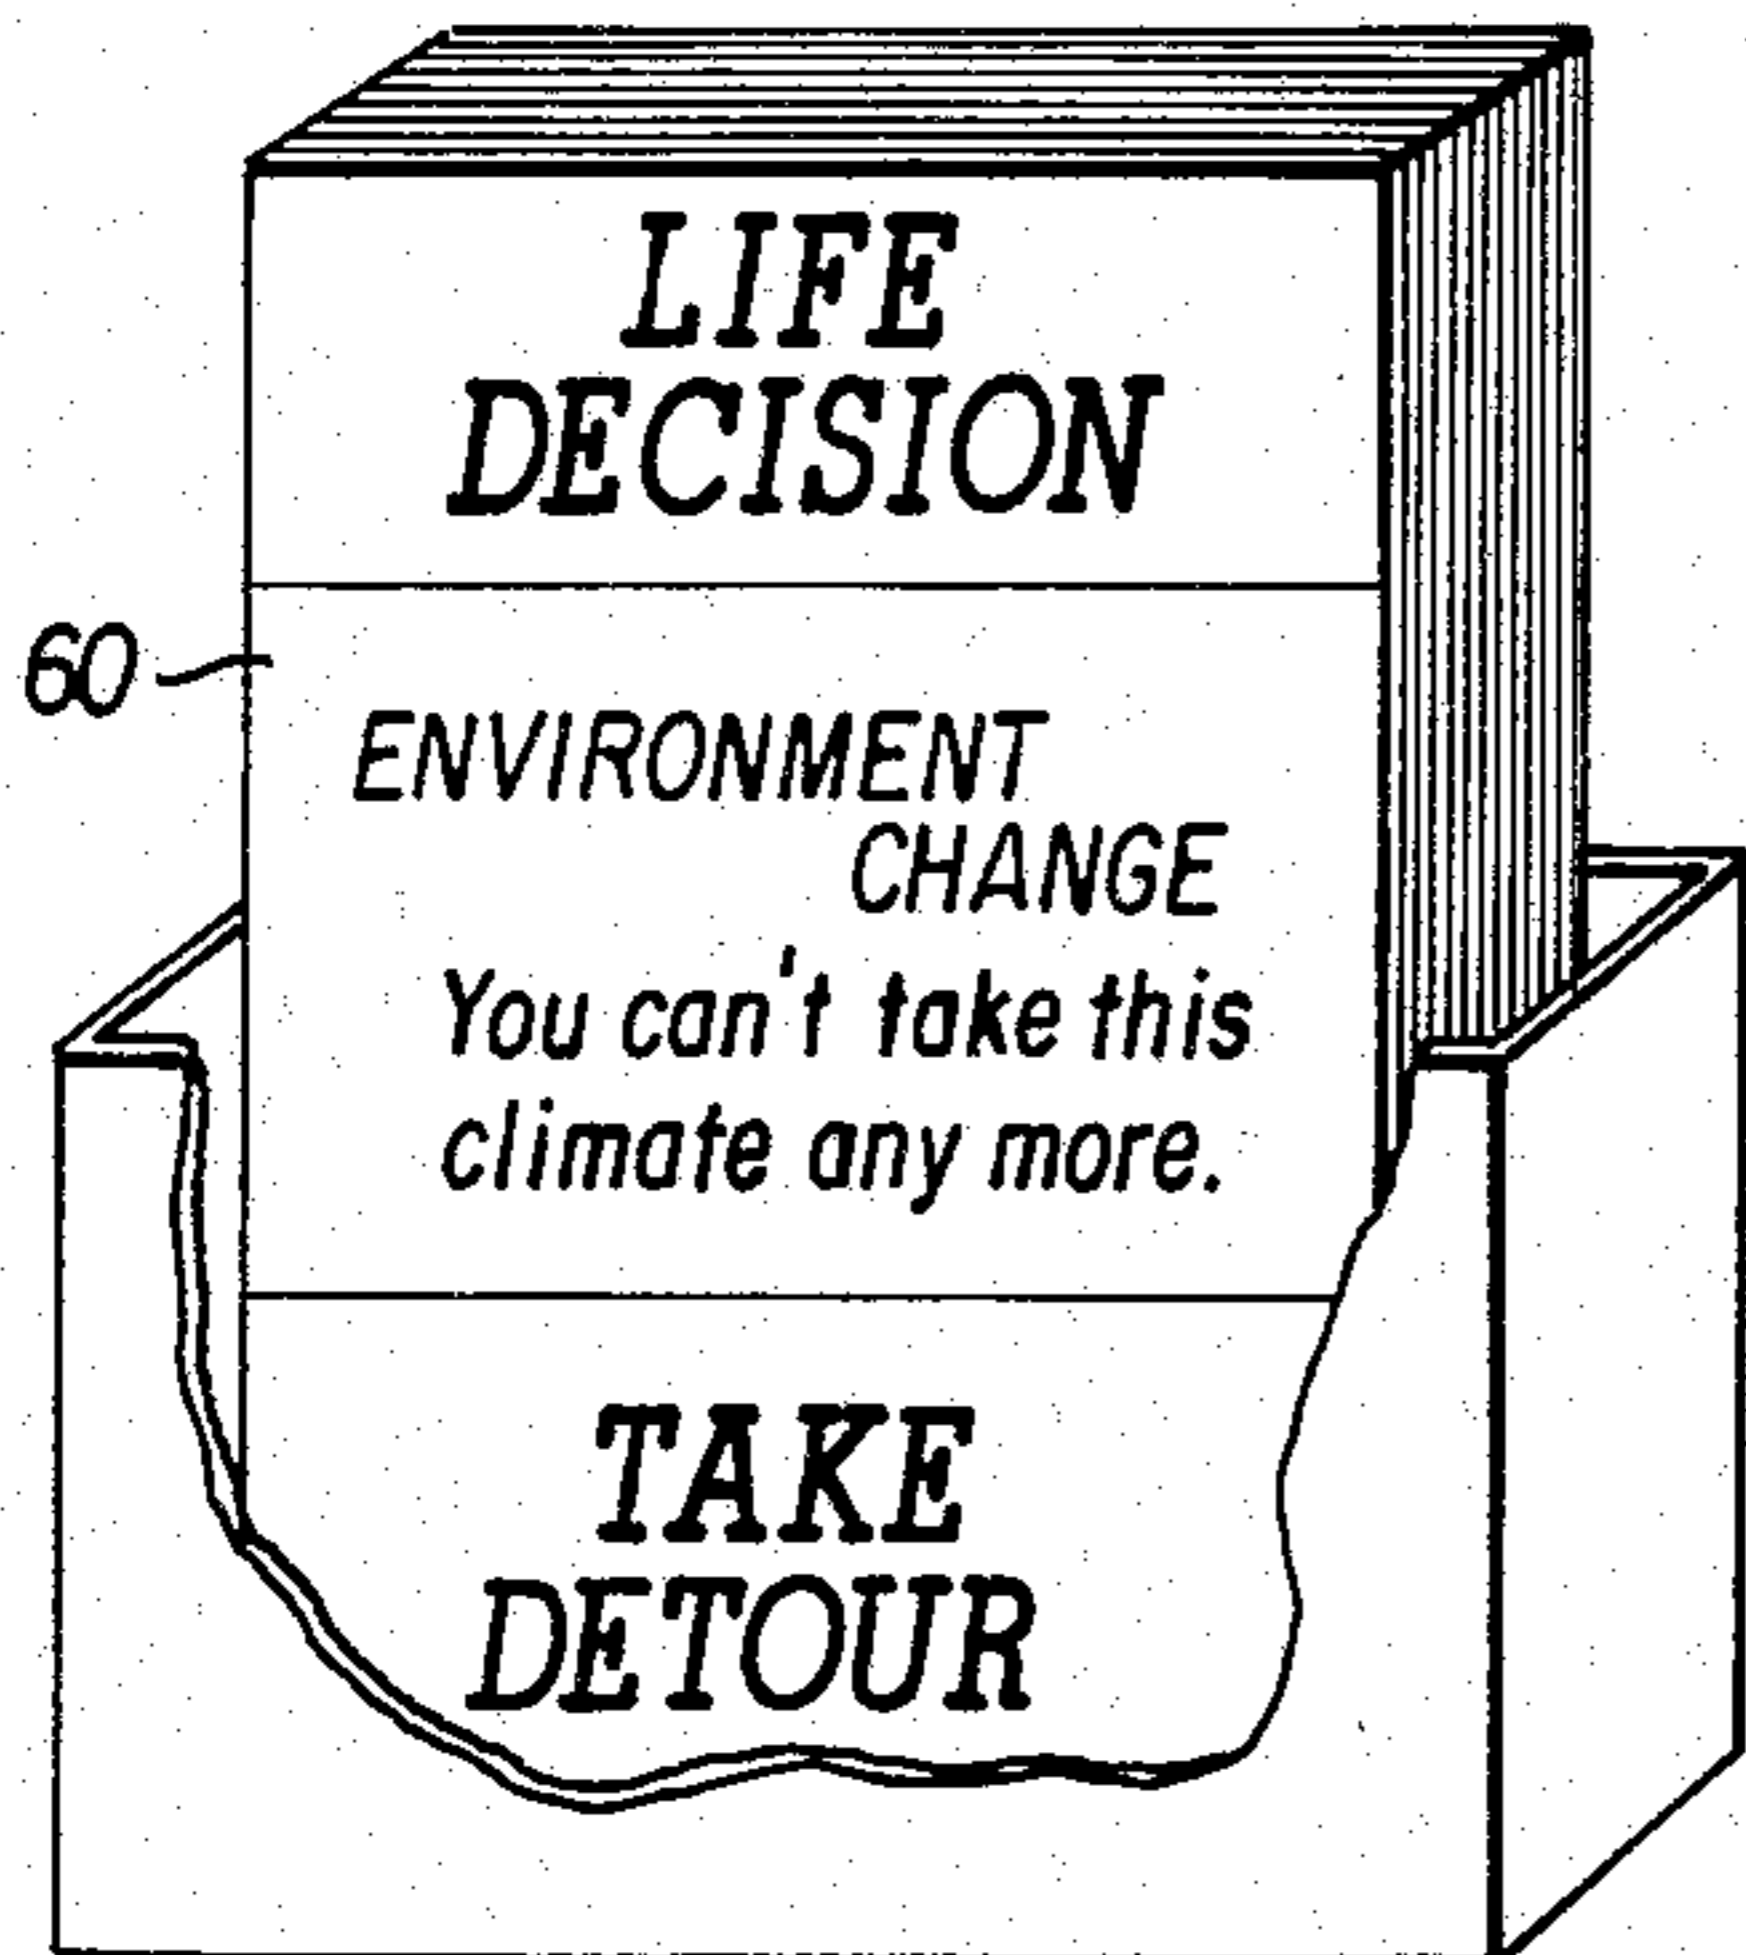 LIFE
DECISION
60
ENVIRONMENT
CHANGE
You can't take this
climate any more.
TAKE
DETOUR